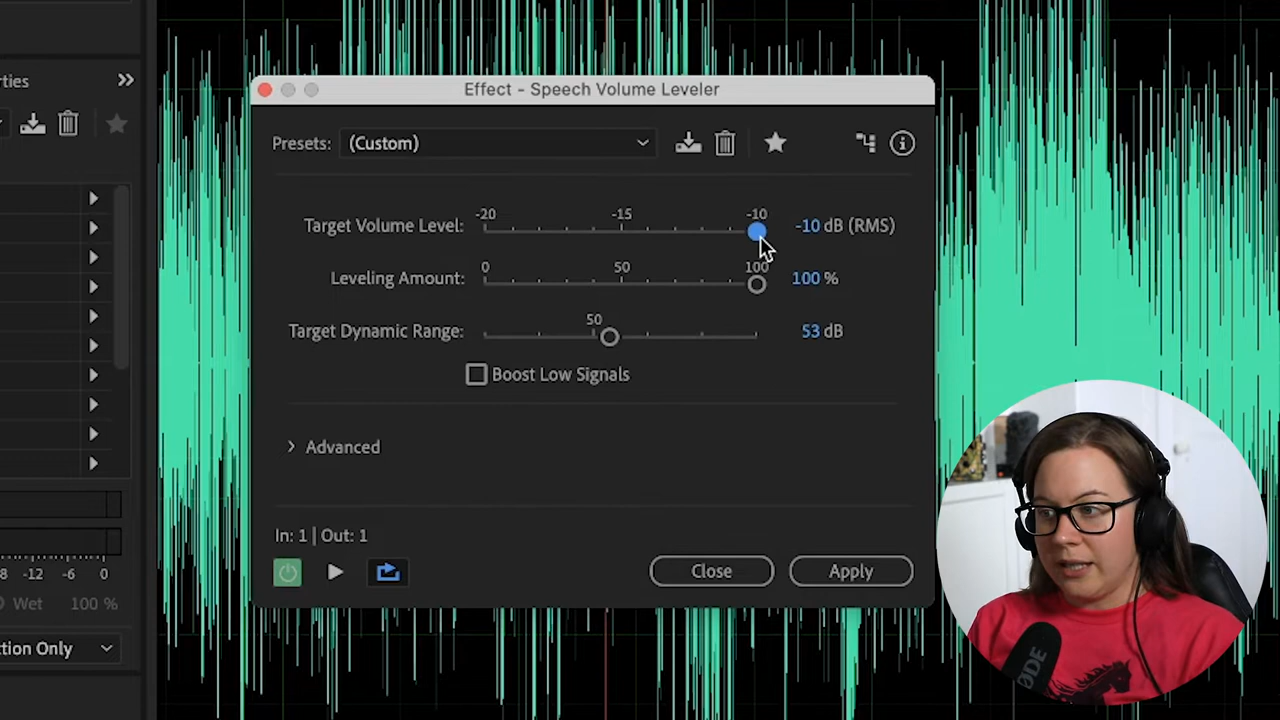 rties
Effect - Speech Volume Leveler
Presets: (Custom)
-20 -15 -10
Target Volume Level: -10 dB (RMS)
0 50 100
Leveling Amount: 100 %
50
Target Dynamic Range: 53 dB
Boost Low Signals
Advanced
In: 1 | Out: 1
Close Apply
8 -12 -6 0
Wet 100 %
ction Only
RØDE